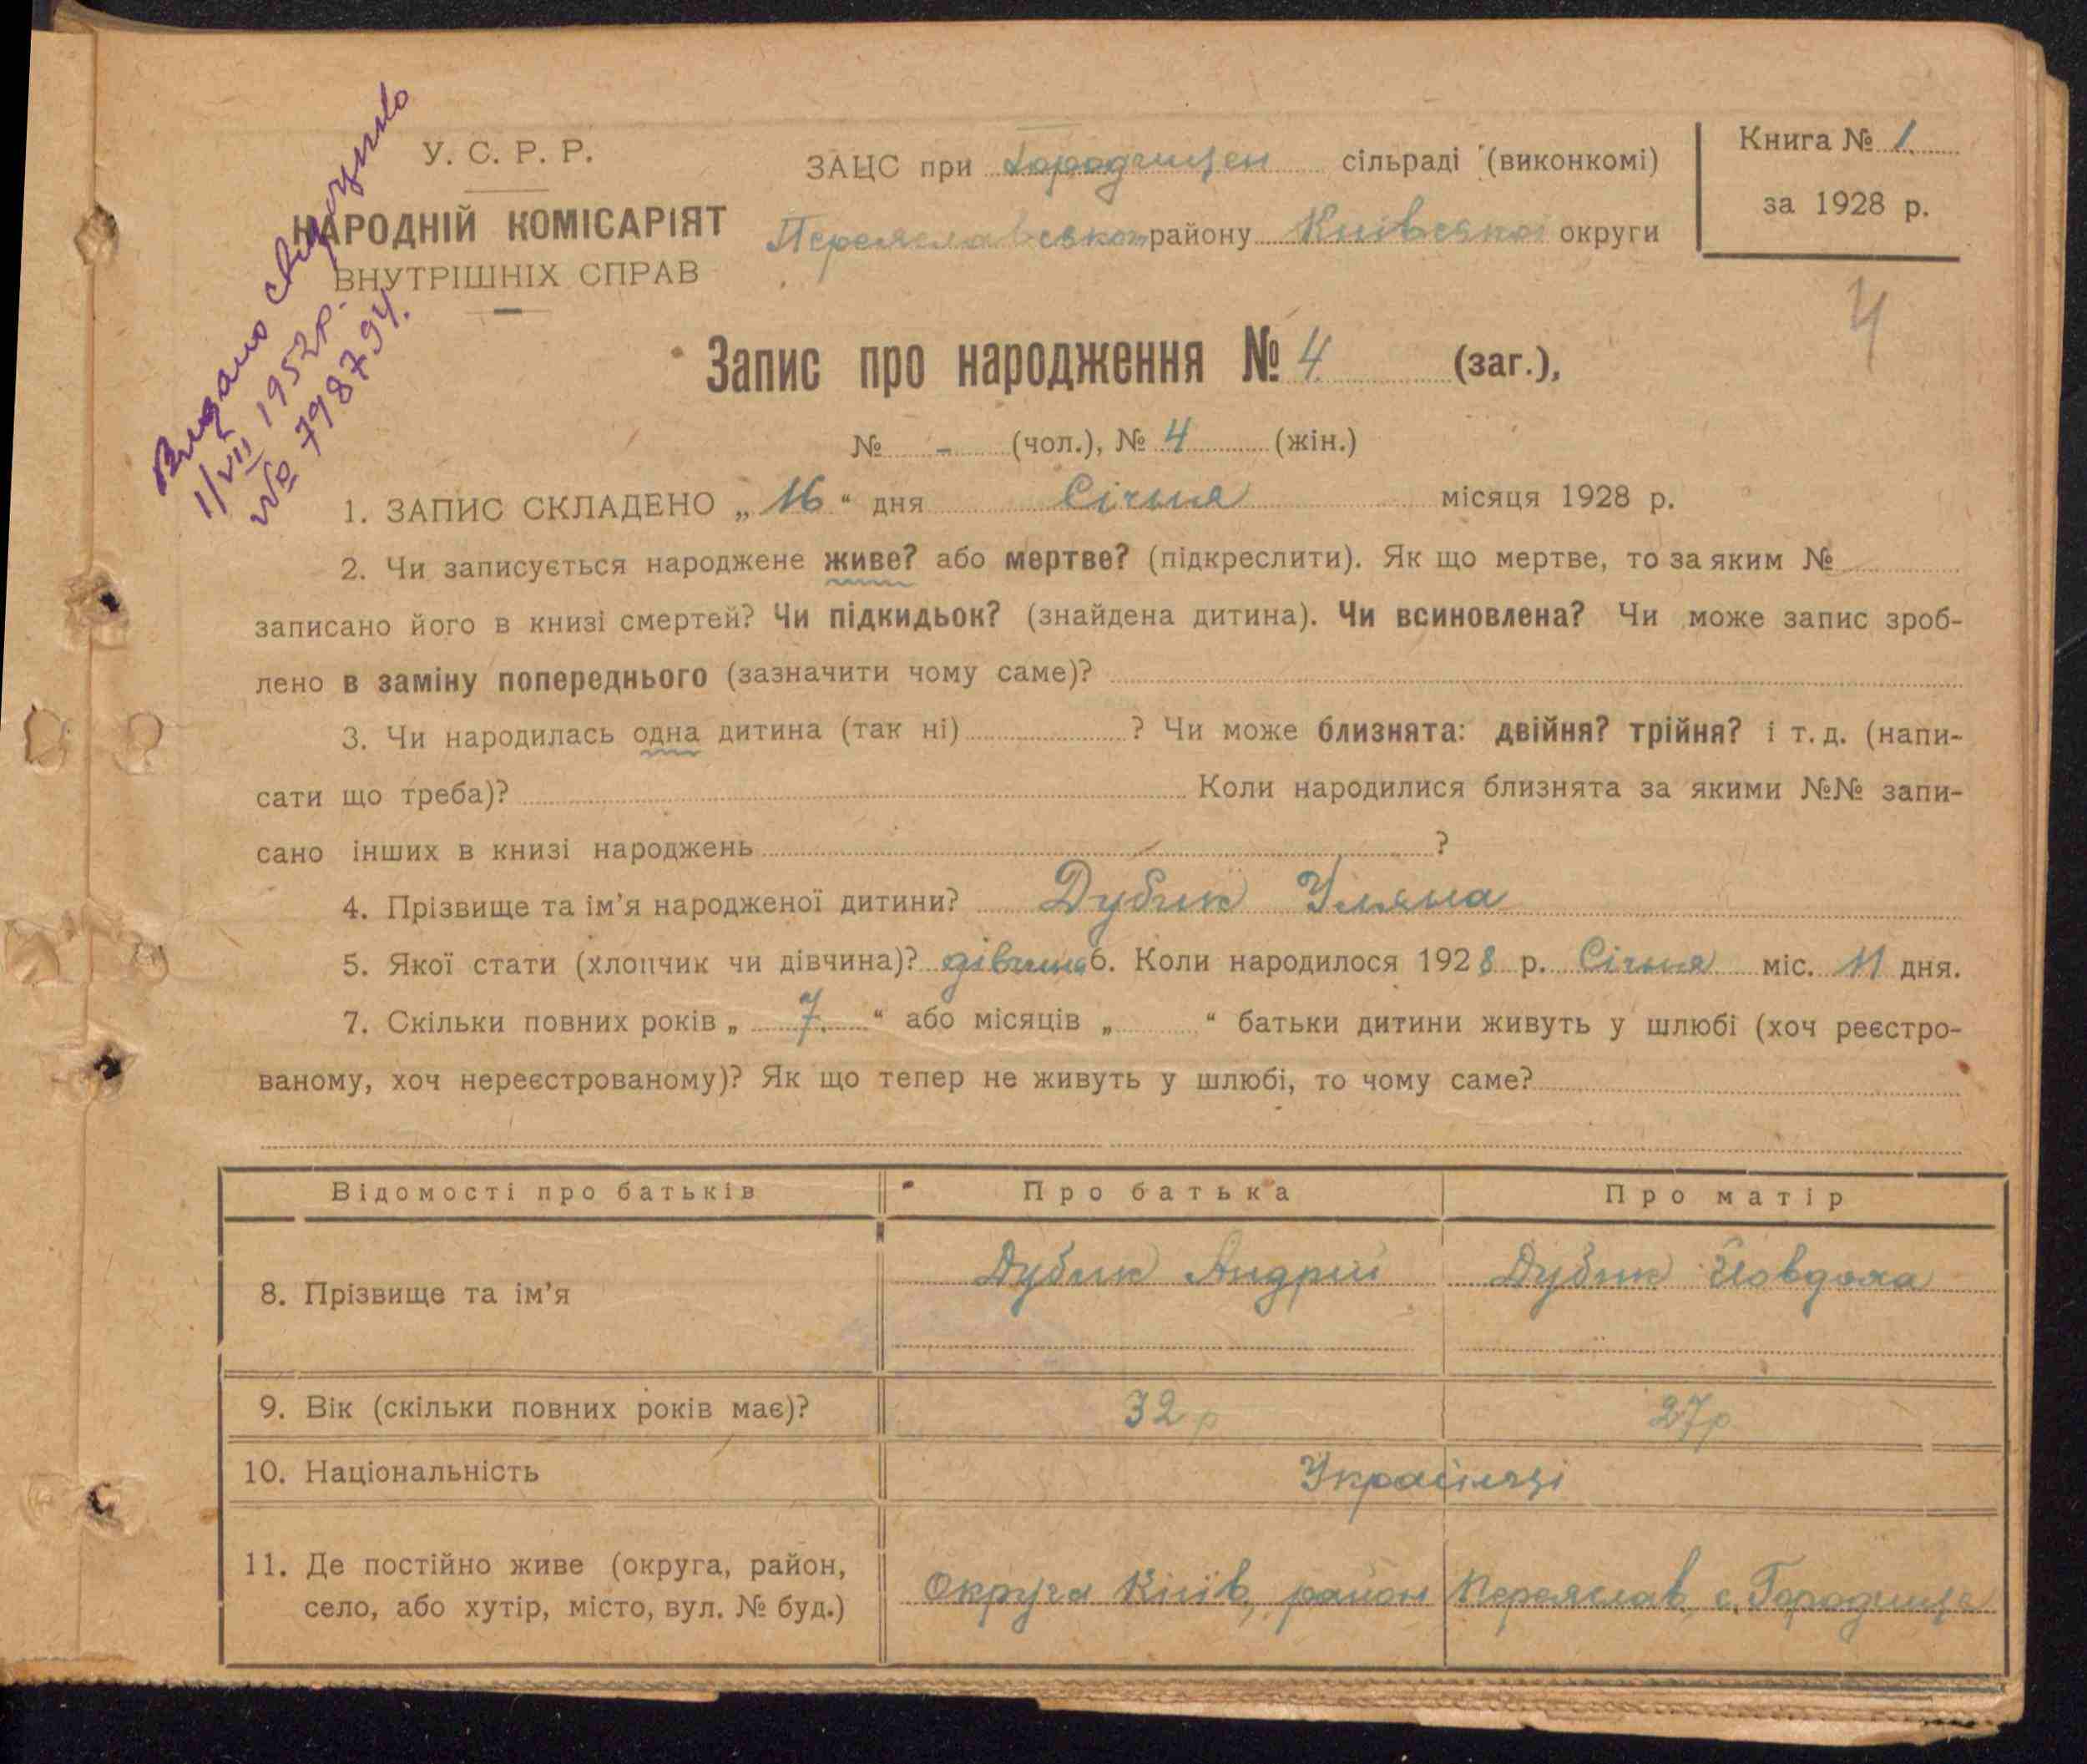 Видано свідоцтво
1/VII 1952р.
№ 798794.
У. С. Р. Р.
НАРОДНІЙ КОМІСАРІЯТ
ВНУТРІШНІХ СПРАВ
ЗАЦС при Городищен сільраді (виконкомі)
Переяславськог району Київської округи
Книга № 1
за 1928 р.
4
Запис про народження № 4 (заг.),
№ - (чол.), № 4 (жін.)
1. ЗАПИС СКЛАДЕНО „ 16 “ дня Січня місяця 1928 р.
2. Чи записується народжене живе? або мертве? (підкреслити). Як що мертве, то за яким №
записано його в книзі смертей? Чи підкидьок? (знайдена дитина). Чи всиновлена? Чи може запис зроб-
лено в заміну попереднього (зазначити чому саме)?
3. Чи народилась одна дитина (так ні) ? Чи може близнята: двійня? трійня? і т. д. (напи-
сати що треба)? Коли народилися близнята за якими №№ запи-
сано інших в книзі народжень ?
4. Прізвище та ім’я народженої дитини? Дубик Уляна
5. Якої стати (хлопчик чи дівчина)? дівчина 6. Коли народилося 1928 р. Січня міс. 11 дня.
7. Скільки повних років „ 7. “ або місяців „ “ батьки дитини живуть у шлюбі (хоч реєстро-
ваному, хоч нереєстрованому)? Як що тепер не живуть у шлюбі, то чому саме?
Відомості про батьків Про батька Про матір
8. Прізвище та ім’я Дубик Андрій Дубик Йовдоха
9. Вік (скільки повних років має)? 32 р 27р
10. Національність Українці
11. Де постійно живе (округа, район,
село, або хутір, місто, вул. № буд.) Округа Київ, район Переяслав, с. Городище